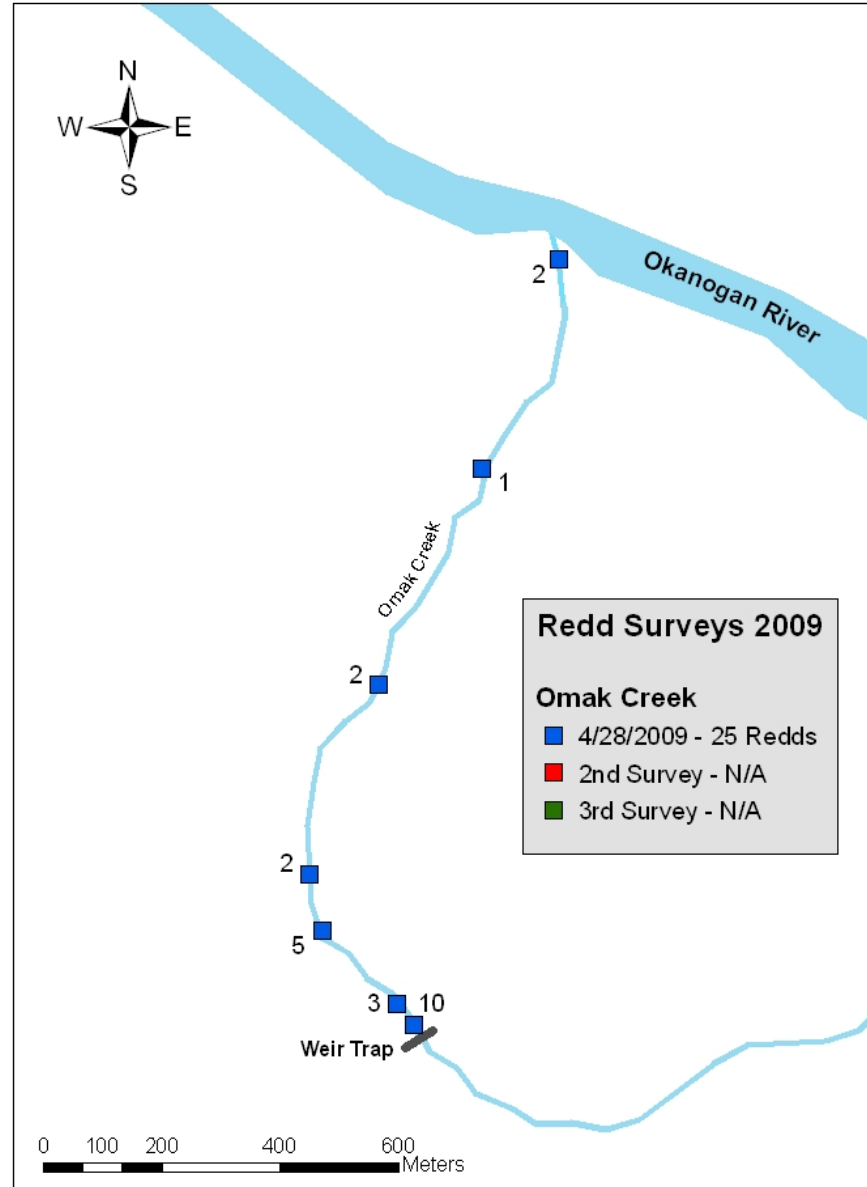 N
W E
S
Okanogan River
2
1
Omak Creek
2
Redd Surveys 2009
Omak Creek
4/28/2009 - 25 Redds
2nd Survey - N/A
3rd Survey - N/A
2
5
3 10
Weir Trap
0 100 200 400 600
Meters